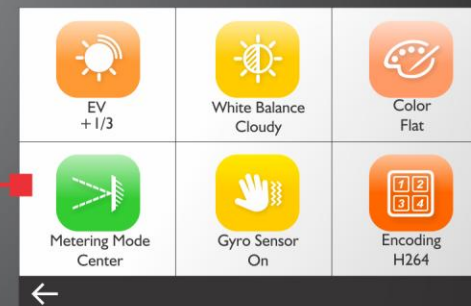 EV
+1/3
White Balance
Cloudy
Color
Flat
Metering Mode
Center
Gyro Sensor
On
1 2
3 4
Encoding
H264